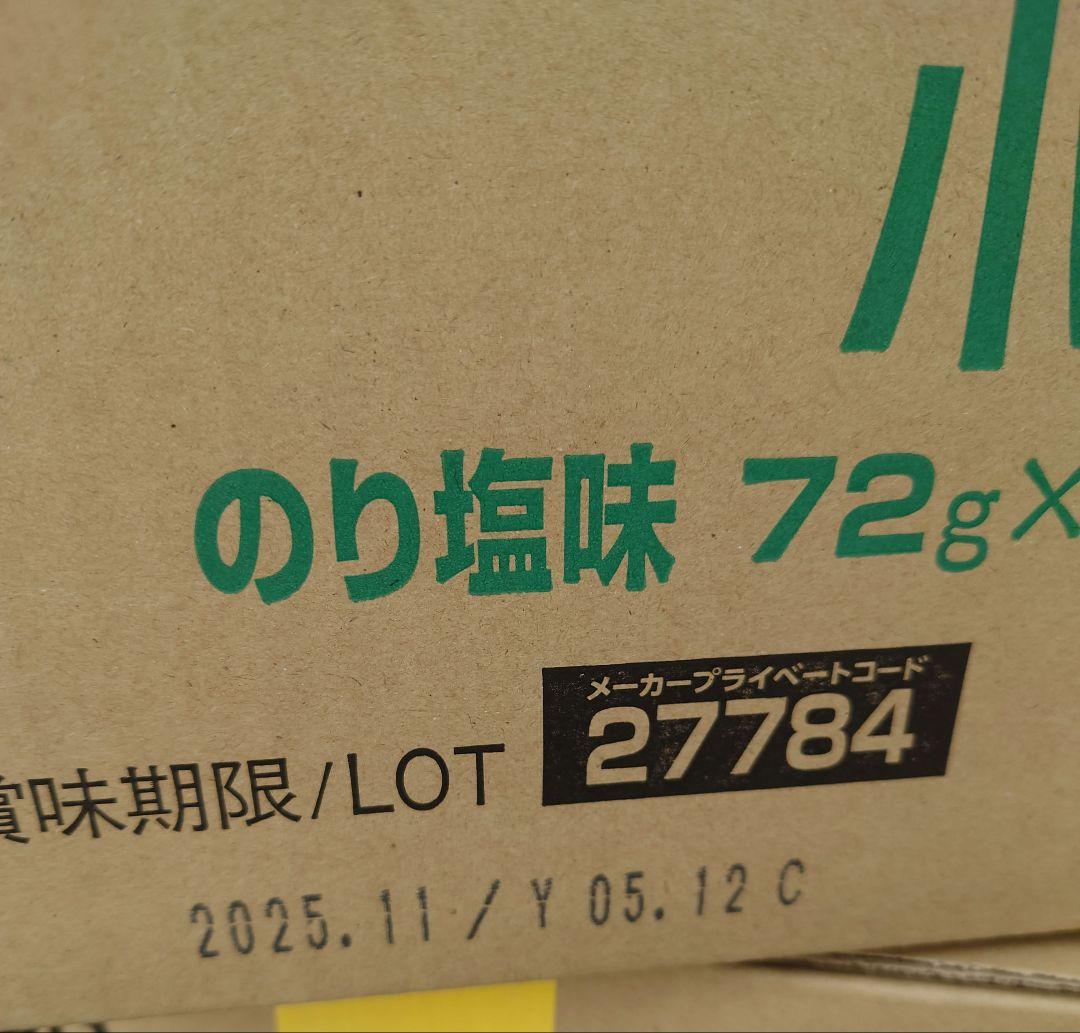 のり塩味 72g×
メーカープライベートコード
27784
賞味期限/LOT
2025.11/Y 05.12 C